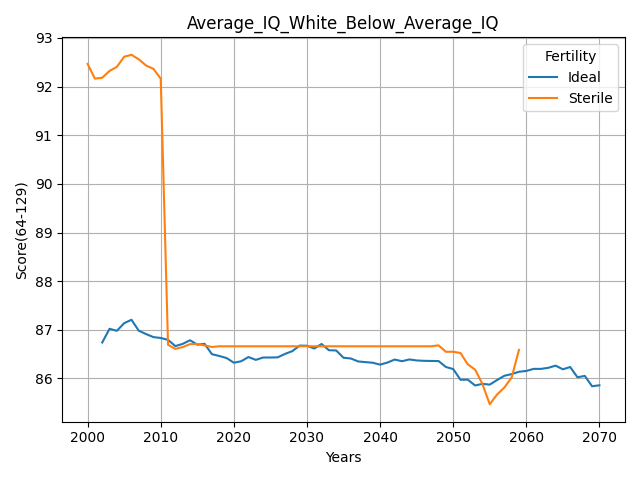 Average_IQ_White_Below_Average_IQ
Score(64-129)
93
92
91
90
89
88
87
86
Fertility
Ideal
Sterile
2000 2010 2020 2030 2040 2050 2060 2070
Years